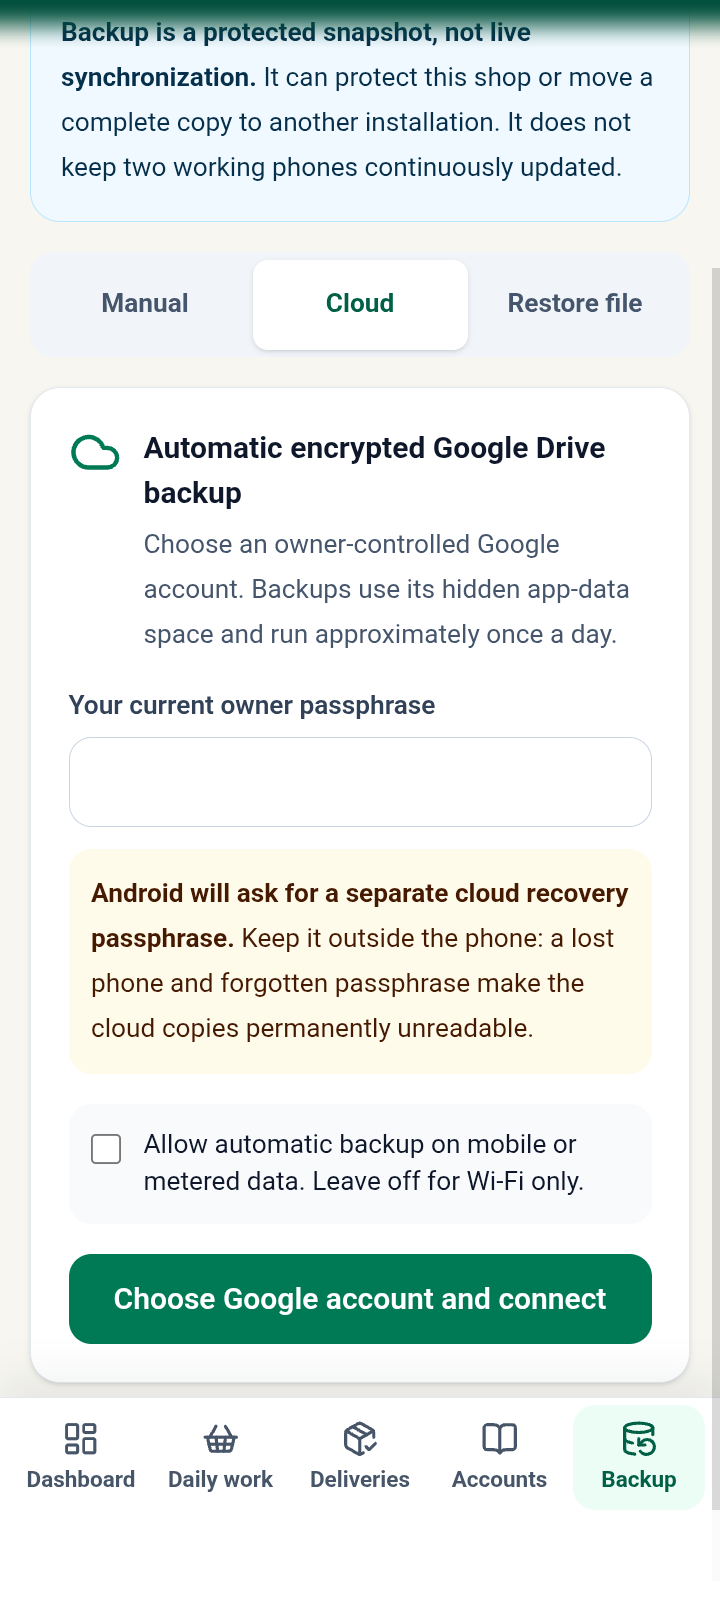 Backup is a protected snapshot, not live
synchronization. It can protect this shop or move a
complete copy to another installation. It does not
keep two working phones continuously updated.
Manual
Cloud
Restore file
Automatic encrypted Google Drive
backup
Choose an owner-controlled Google
account. Backups use its hidden app-data
space and run approximately once a day.
Your current owner passphrase
Android will ask for a separate cloud recovery
passphrase. Keep it outside the phone: a lost
phone and forgotten passphrase make the
cloud copies permanently unreadable.
Allow automatic backup on mobile or
metered data. Leave off for Wi-Fi only.
Choose Google account and connect
Dashboard
Daily work
Deliveries
Accounts
Backup